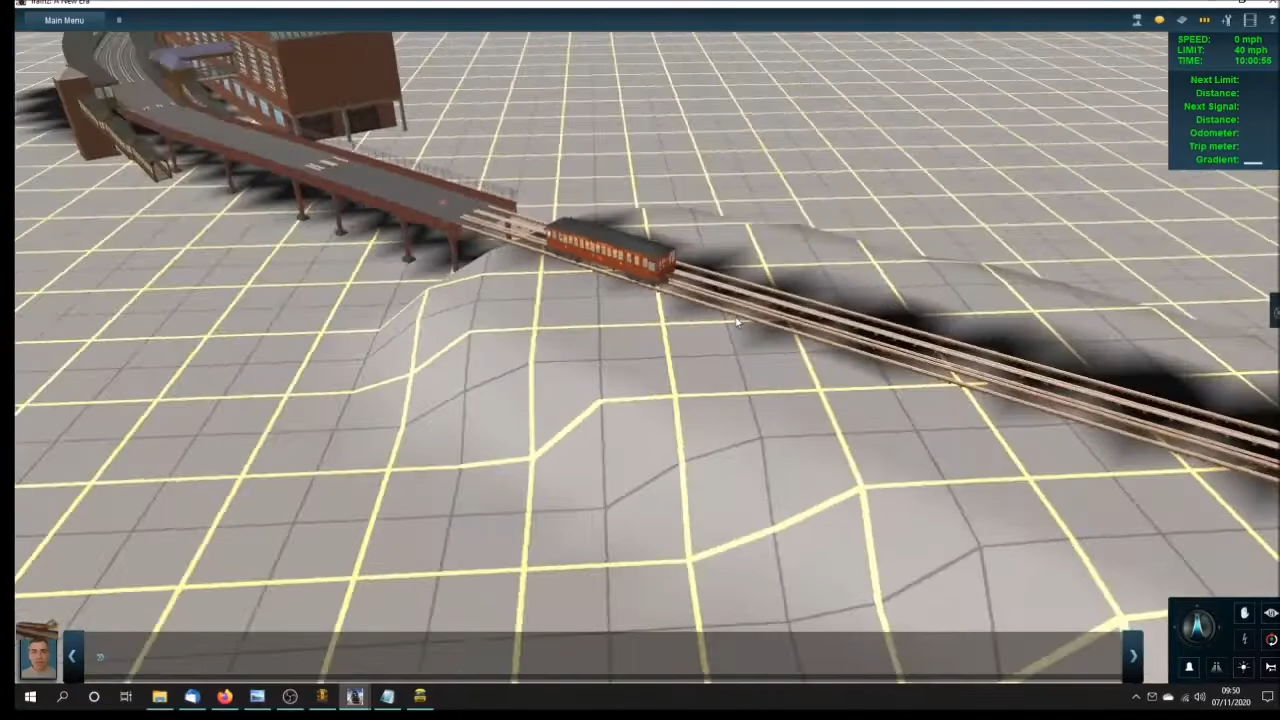 Trainz: A New Era
Main Menu
SPEED: 0 mph
LIMIT: 40 mph
TIME: 10:00:56
Next Limit:
Distance:
Next Signal:
Distance:
Odometer:
Trip meter:
Gradient:
09:50
07/11/2020